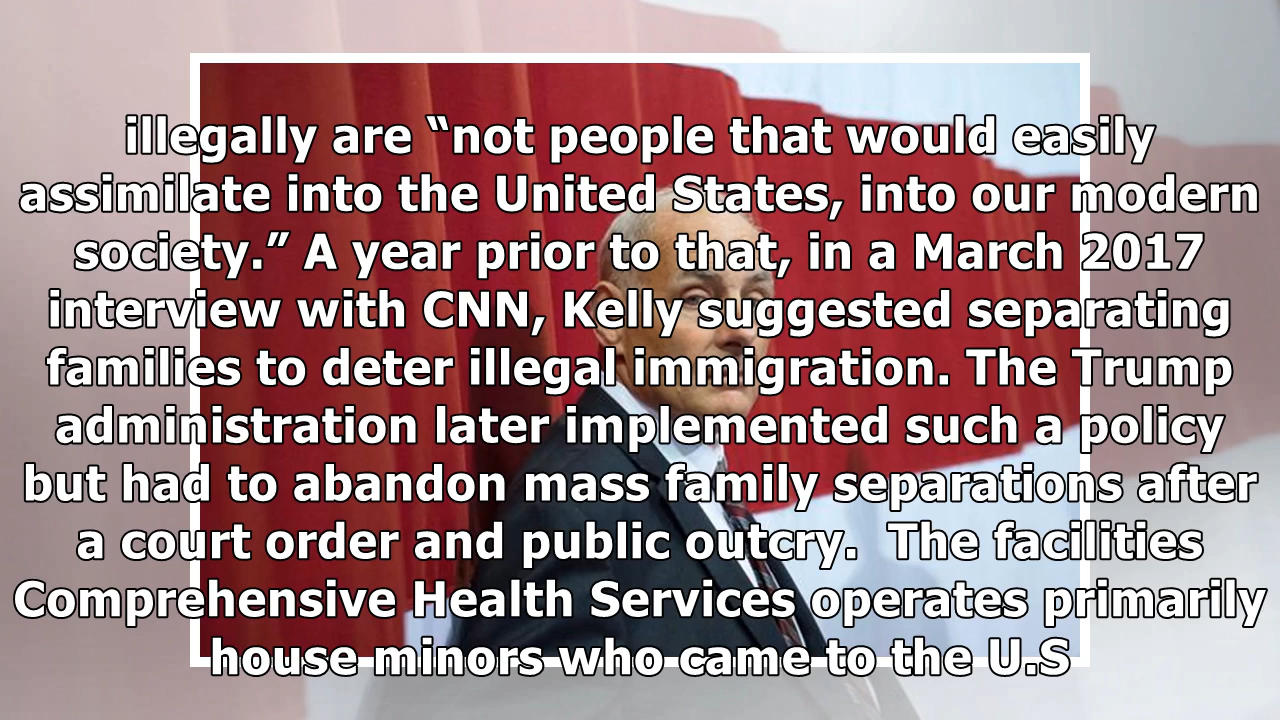 illegally are “not people that would easily
assimilate into the United States, into our modern
society.” A year prior to that, in a March 2017
interview with CNN, Kelly suggested separating
families to deter illegal immigration. The Trump
administration later implemented such a policy
but had to abandon mass family separations after
a court order and public outcry.  The facilities
Comprehensive Health Services operates primarily
house minors who came to the U.S